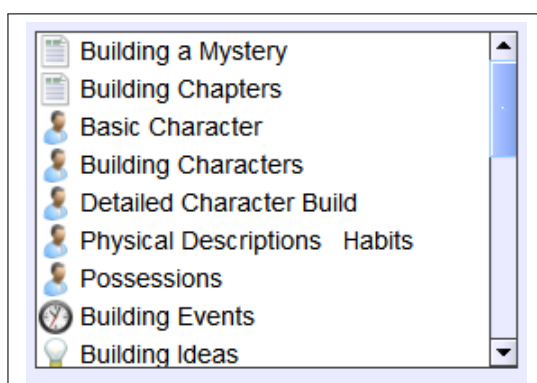 Building a Mystery
Building Chapters
Basic Character
Building Characters
Detailed Character Build
Physical Descriptions   Habits
Possessions
Building Events
Building Ideas